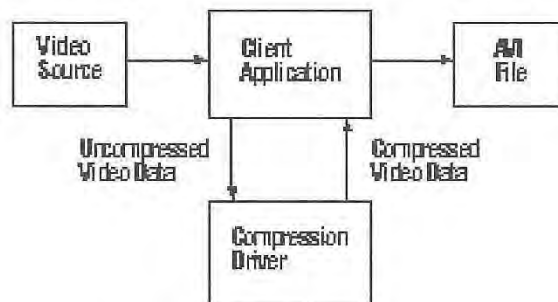 Video
Source
Client
Application
AVI
File
Uncompressed
Video Data
Compressed
Video Data
Compression
Driver